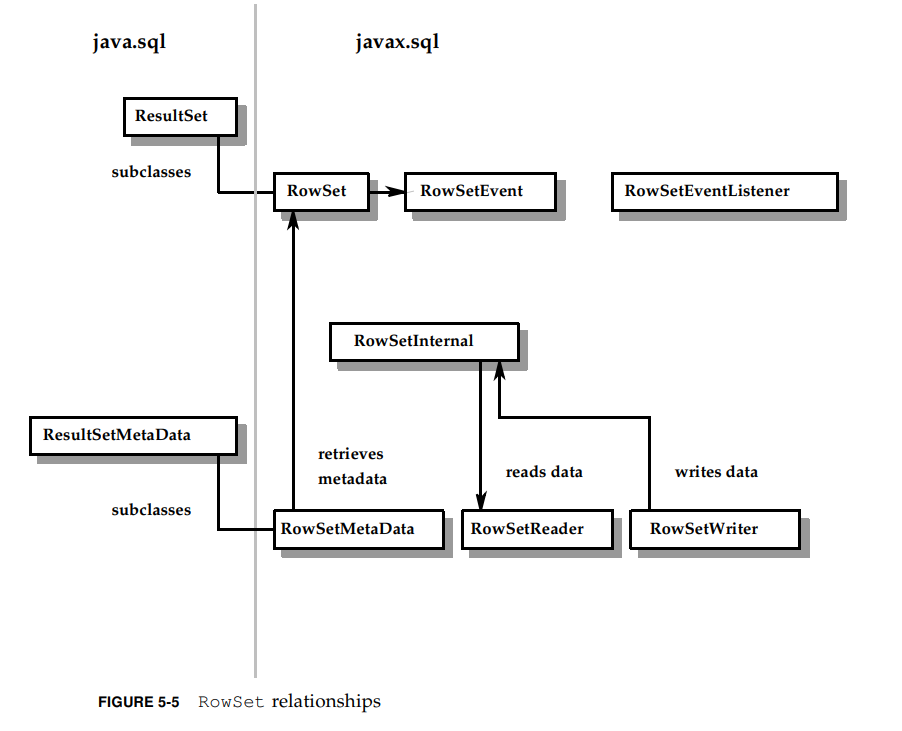 java.sql
javax.sql
ResultSet
subclasses
RowSet
RowSetEvent
RowSetEventListener
RowSetInternal
ResultSetMetaData
retrieves
metadata
reads data
writes data
subclasses
RowSetMetaData
RowSetReader
RowSetWriter
FIGURE 5-5 RowSet relationships